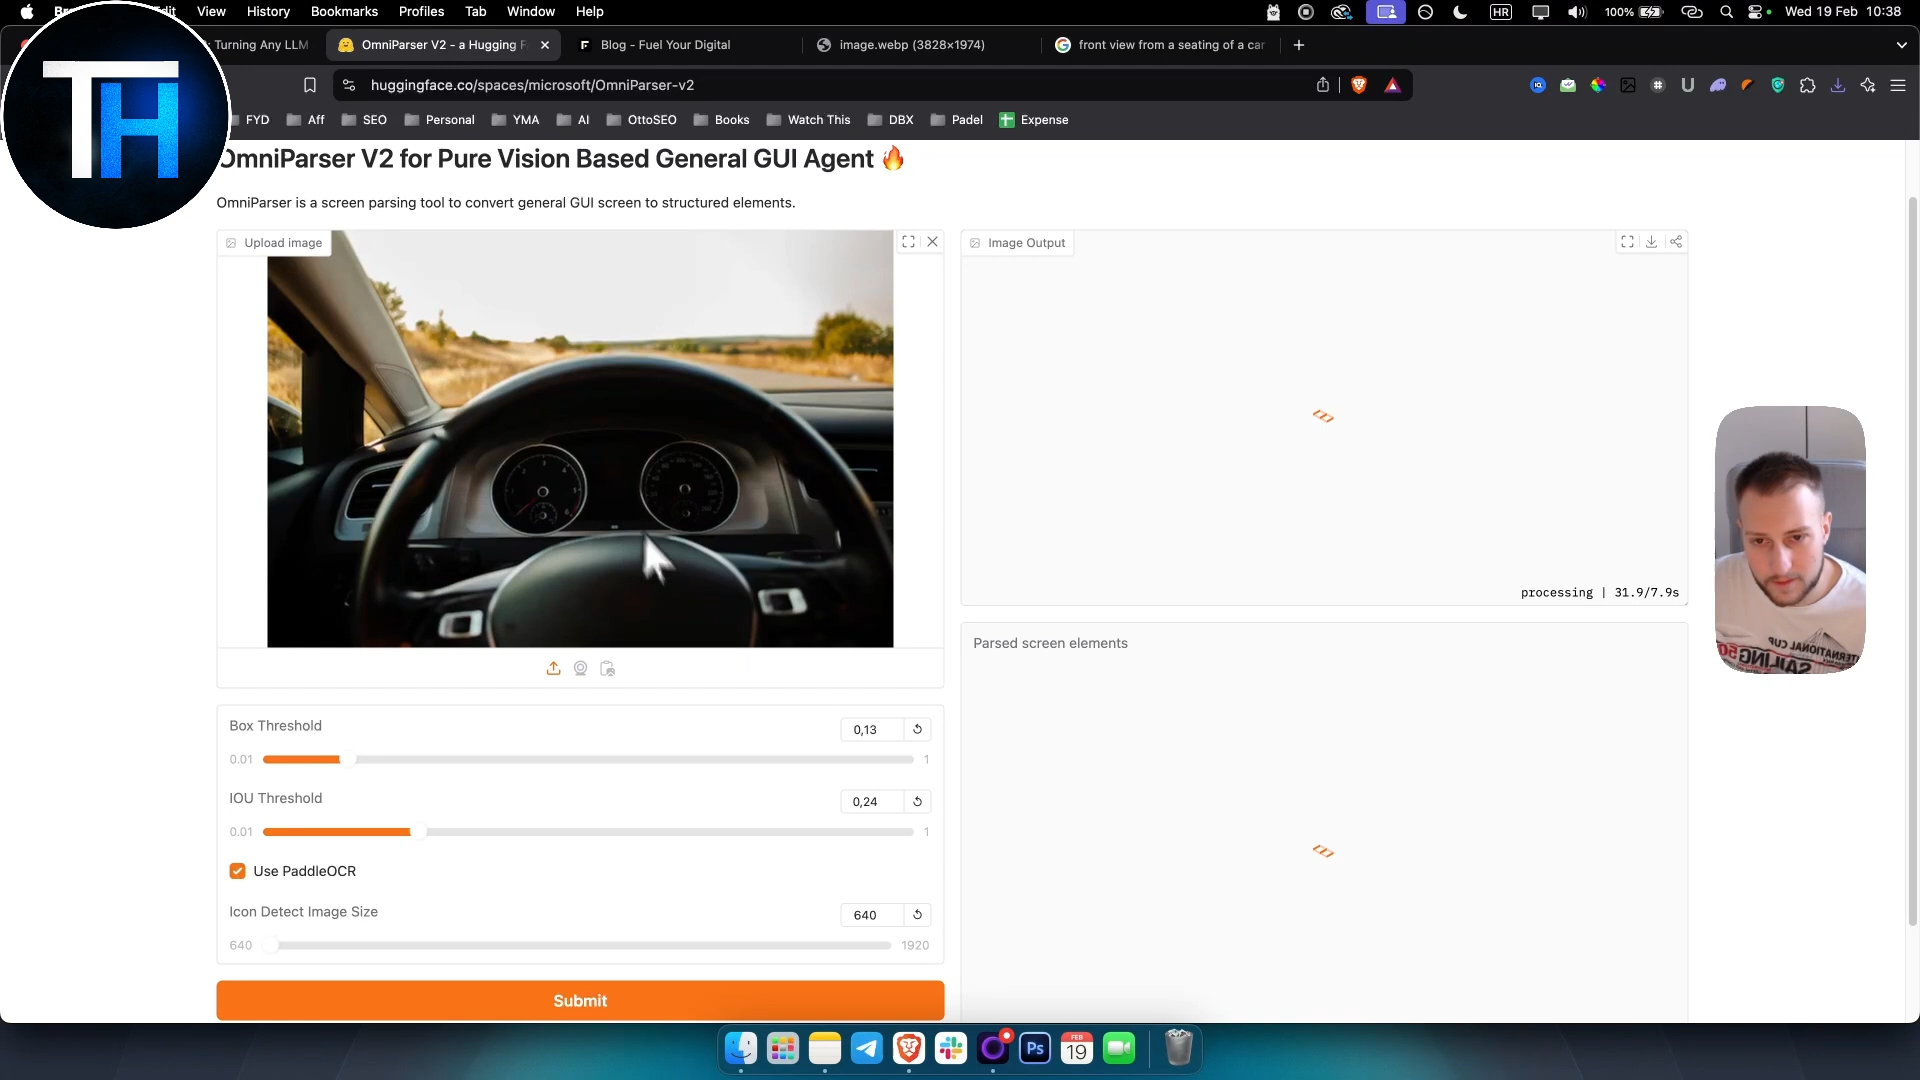 View History Bookmarks Profiles Tab Window Help
HR 100% Wed 19 Feb 10:38
TH
Turning Any LLM
OmniParser V2 - a Hugging F
Blog - Fuel Your Digital
image.webp (3828×1974)
front view from a seating of a car
huggingface.co/spaces/microsoft/OmniParser-v2
FYD Aff SEO Personal YMA AI OttoSEO Books Watch This DBX Padel Expense
OmniParser V2 for Pure Vision Based General GUI Agent 🔥
OmniParser is a screen parsing tool to convert general GUI screen to structured elements.
Upload image
Image Output
processing | 31.9/7.9s
Parsed screen elements
Box Threshold
0,13
0.01
1
IOU Threshold
0,24
0.01
1
Use PaddleOCR
Icon Detect Image Size
640
640
1920
Submit
Ps
FEB
19